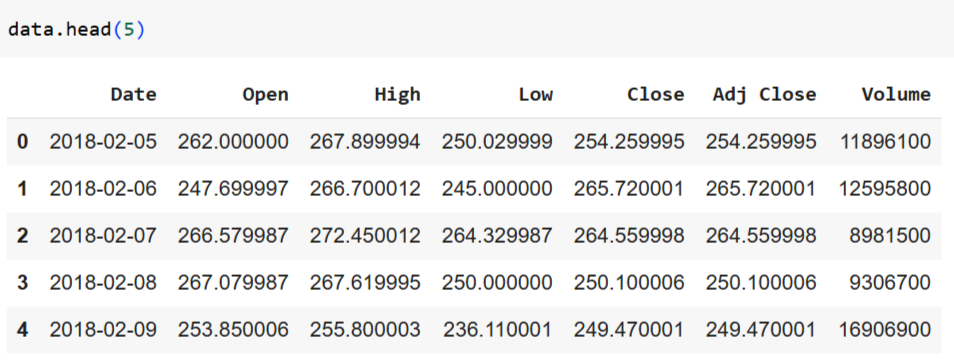 data.head(5)
Date Open High Low Close Adj Close Volume
0 2018-02-05 262.000000 267.899994 250.029999 254.259995 254.259995 11896100
1 2018-02-06 247.699997 266.700012 245.000000 265.720001 265.720001 12595800
2 2018-02-07 266.579987 272.450012 264.329987 264.559998 264.559998 8981500
3 2018-02-08 267.079987 267.619995 250.000000 250.100006 250.100006 9306700
4 2018-02-09 253.850006 255.800003 236.110001 249.470001 249.470001 16906900